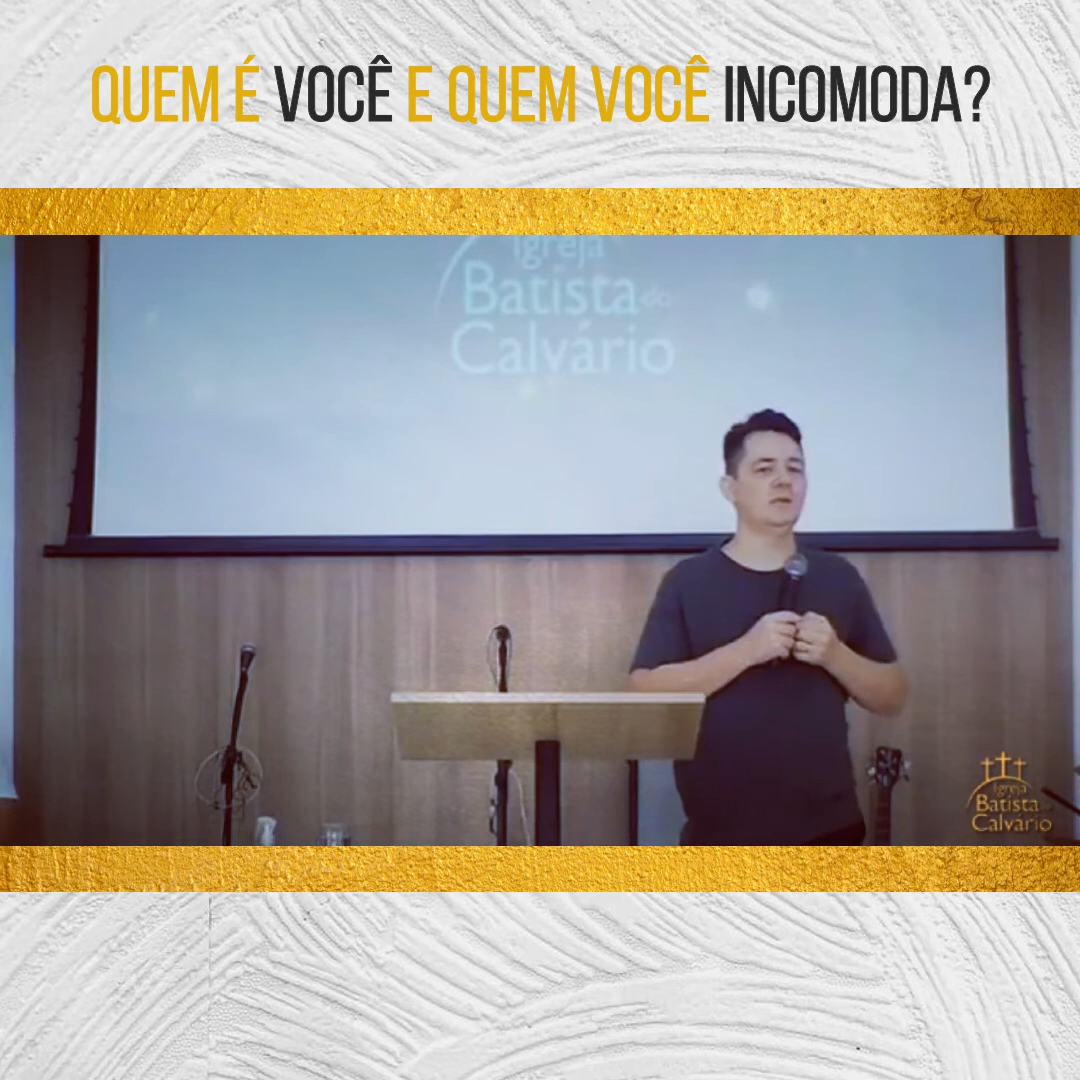 QUEM É VOCÊ E QUEM VOCÊ INCOMODA?
Igreja
Batista do
Calvário
Igreja
Batista do
Calvário